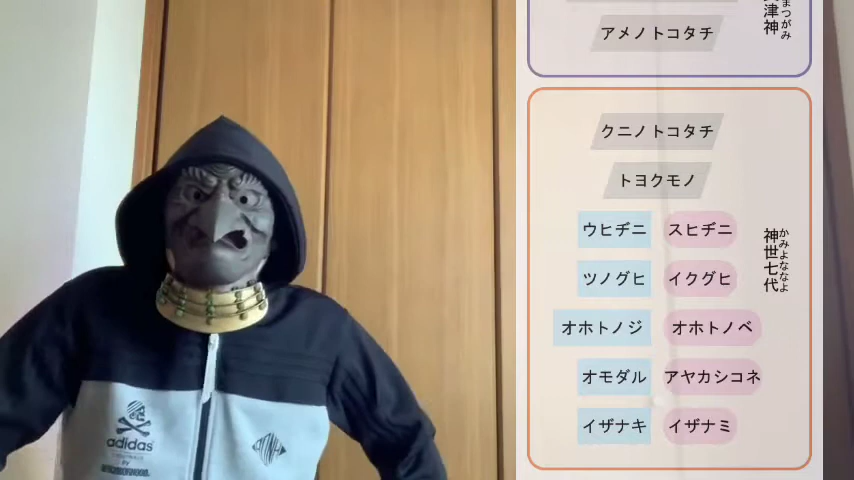 アメノトコタチ
津神
まつがみ
クニノトコタチ
トヨクモノ
ウヒヂニ スヒヂニ
ツノグヒ イクグヒ
オホトノジ オホトノベ
オモダル アヤカシコネ
イザナキ イザナミ
神世七代
かみよななよ
adidas
BY
NEIGHBORHOOD